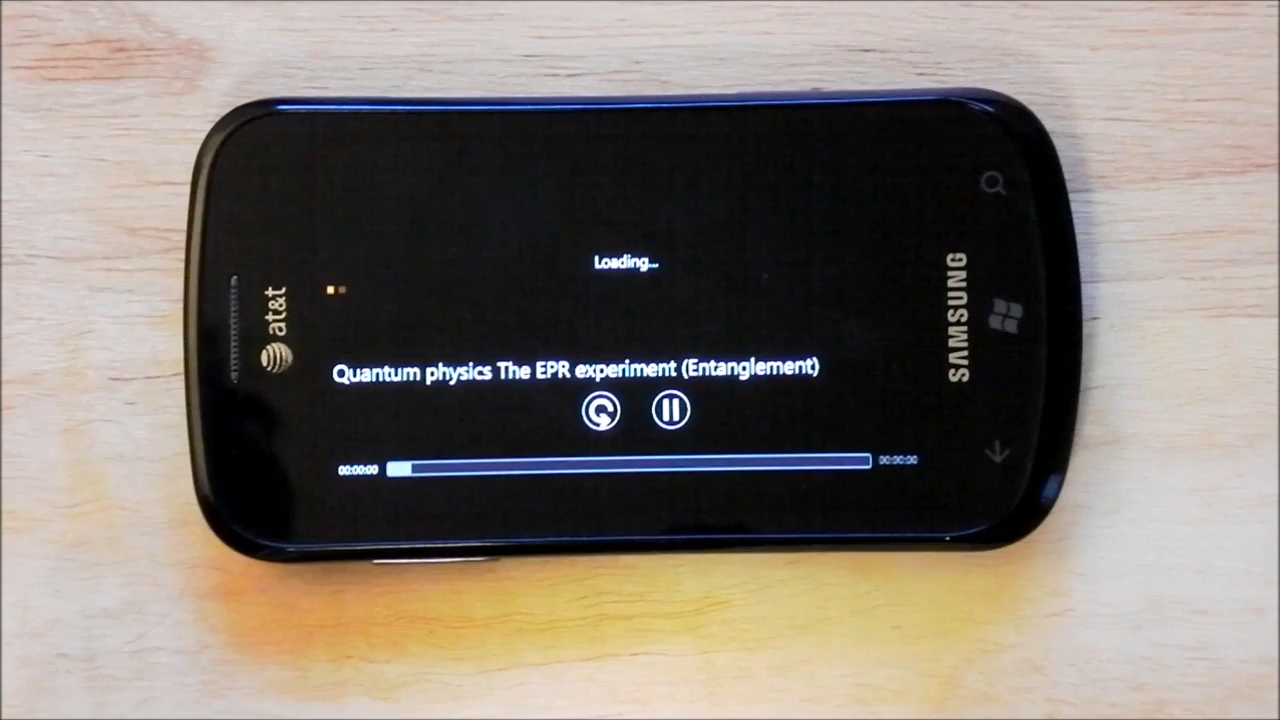 Loading...
Quantum physics The EPR experiment (Entanglement)
00:00:00
00:00:00
at&t
SAMSUNG